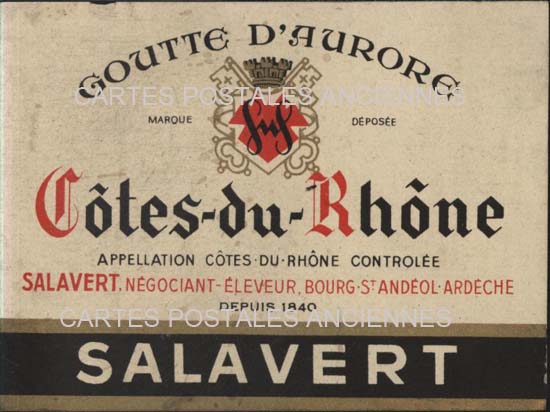 GOUTTE D'AURORE
CARTES POSTALES ANCIENNES
MARQUE DÉPOSÉE
Côtes-du-Rhône
APPELLATION CÔTES·DU·RHÔNE CONTROLÉE
SALAVERT, NÉGOCIANT-ÉLEVEUR, BOURG-ST ANDÉOL-ARDÈCHE
DEPUIS 1840
CARTES POSTALES ANCIENNES
SALAVERT